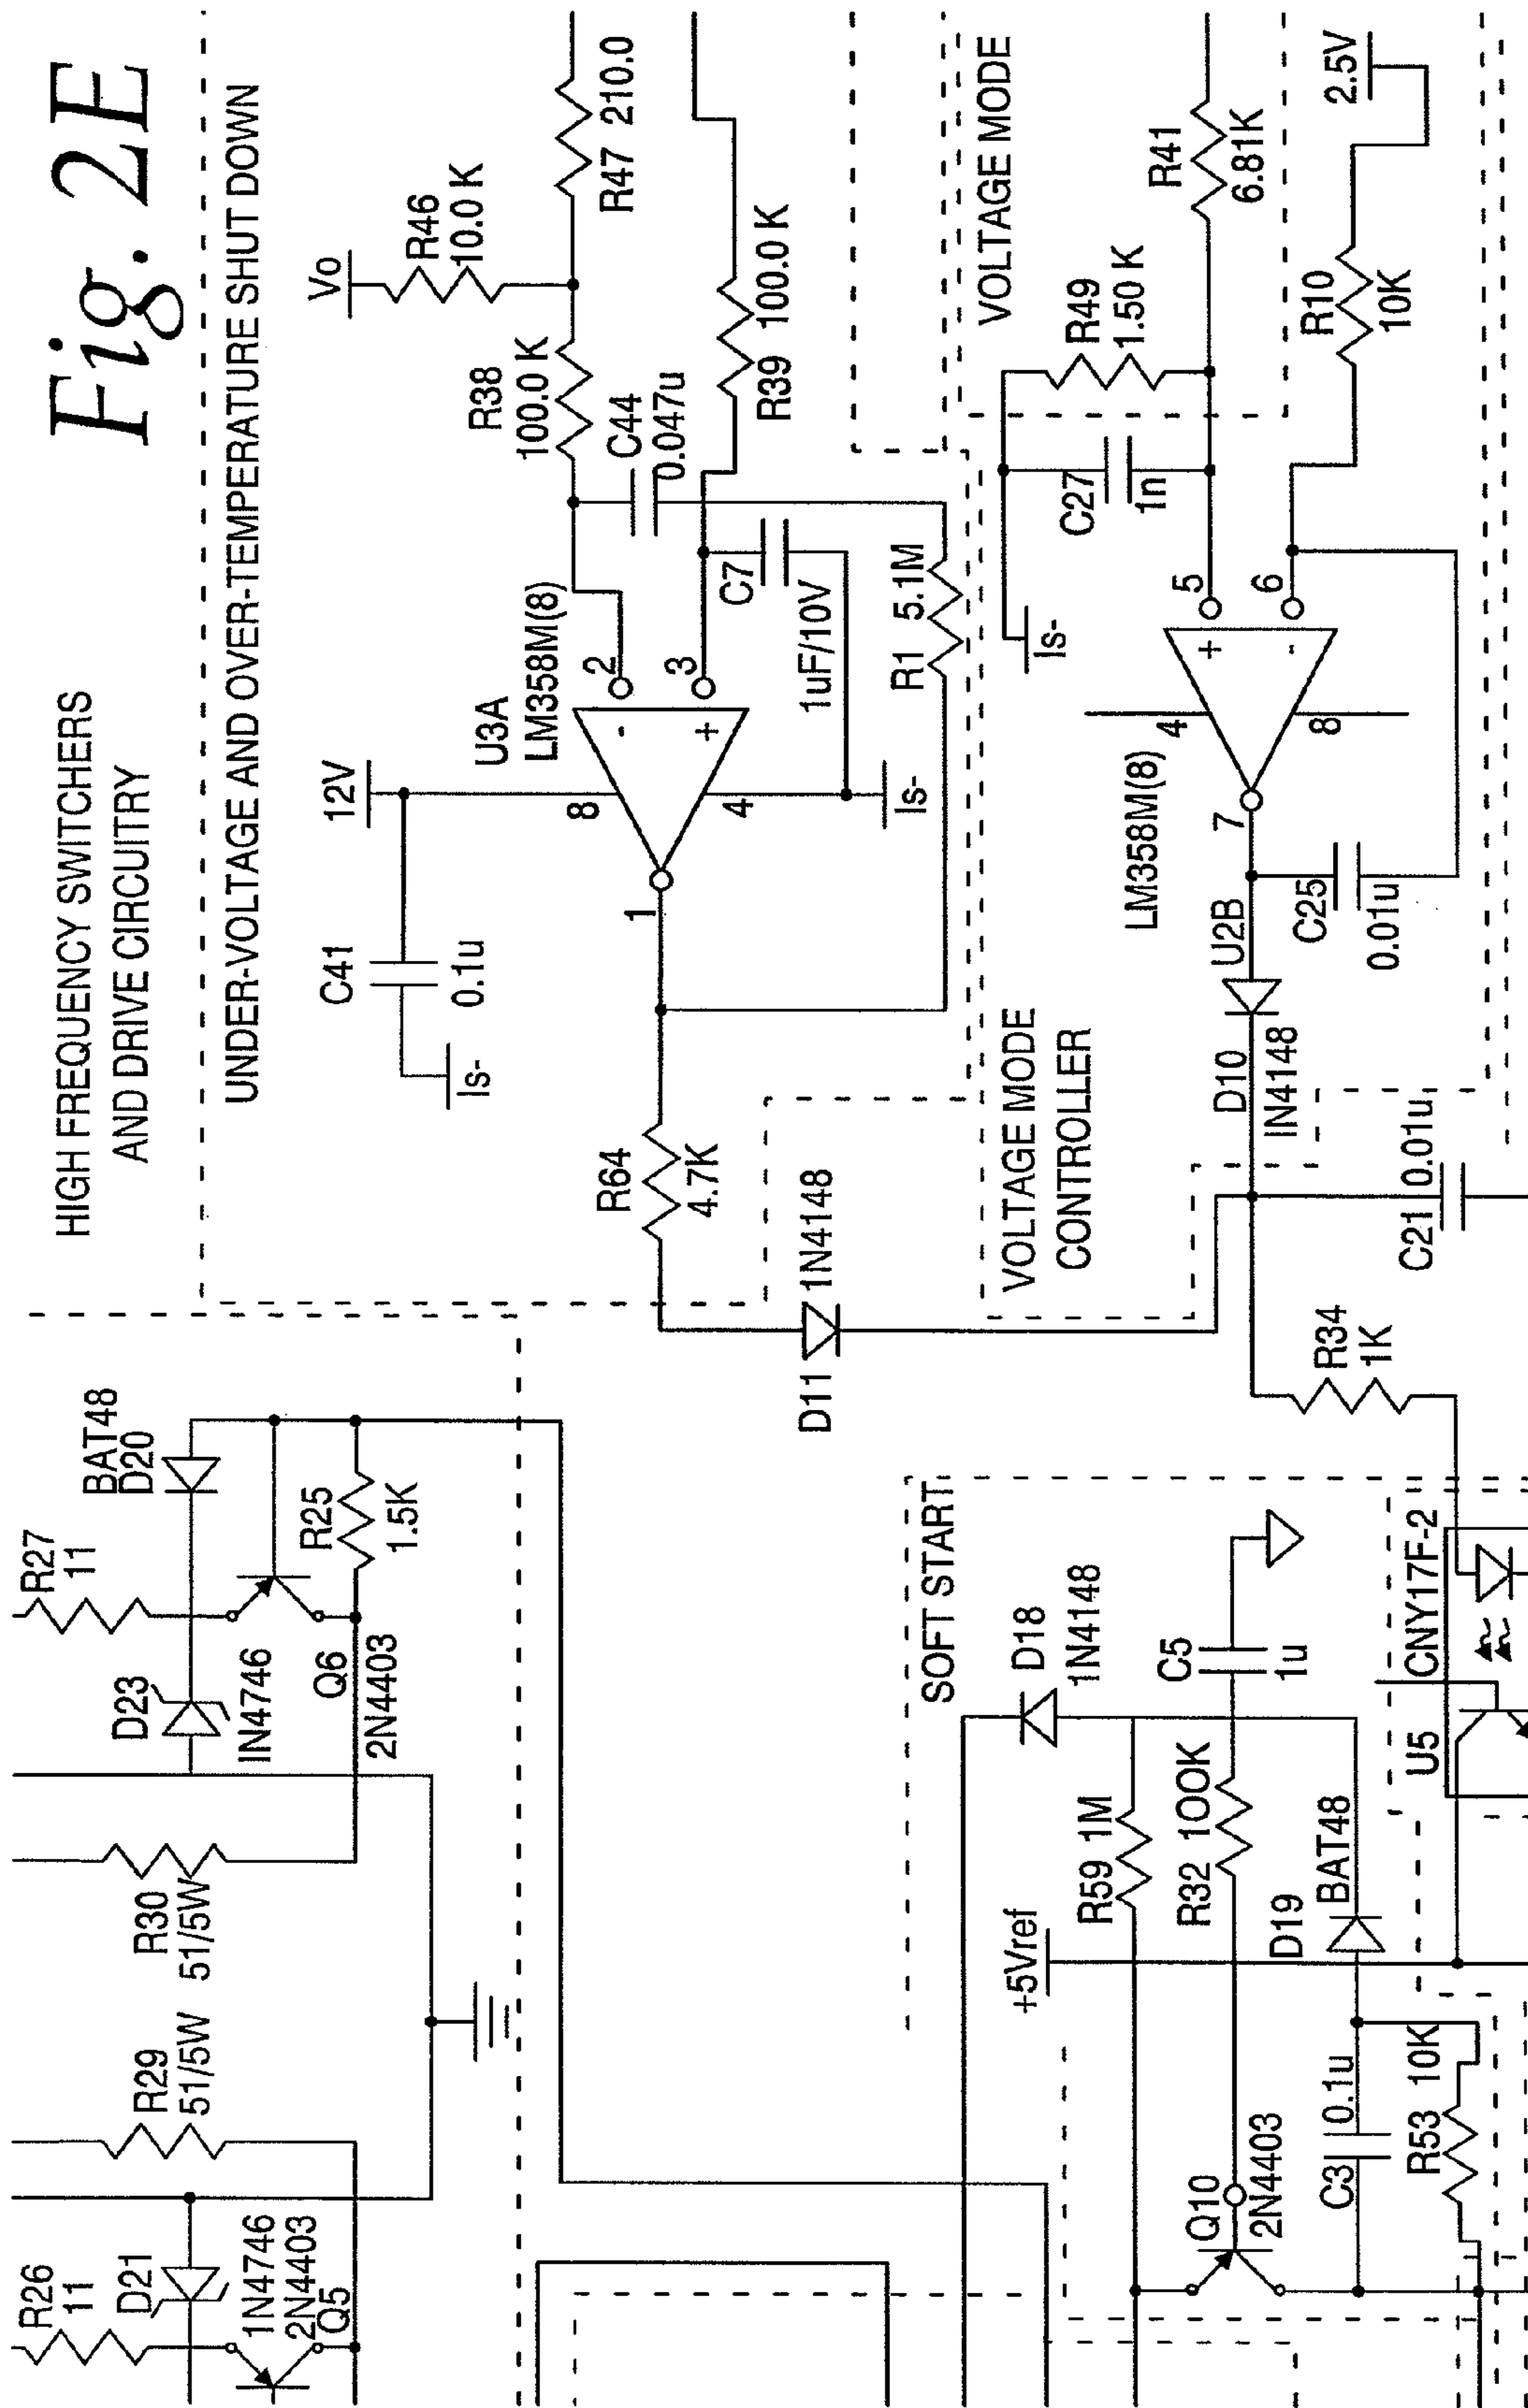 Fig. 2E
HIGH FREQUENCY SWITCHERS
AND DRIVE CIRCUITRY
UNDER-VOLTAGE AND OVER-TEMPERATURE SHUT DOWN
R26
11
D21
1N4746
2N4403
Q5
R29
51/5W
R30
51/5W
R27
11
D23
IN4746
Q6
2N4403
BAT48
D20
R25
1.5K
12V
C41
0.1u
Is-
U3A
LM358M(8)
8
4
1
2
3
-
+
Is-
Vo
R46
10.0 K
R47 210.0
R38
100.0 K
C44
0.047u
R39 100.0 K
C7
1uF/10V
R1 5.1M
R64
4.7K
D11 1N4148
VOLTAGE MODE
CONTROLLER
VOLTAGE MODE
R41
6.81K
R49
1.50 K
C27
1n
Is-
R10
10K
2.5V
LM358M(8)
4
8
5
6
7
+
-
U2B
C25
0.01u
D10
IN4148
C21 0.01u
R34
1K
SOFT START
D18
1N4148
C5
1u
R59 1M
R32 100K
+5Vref
D19
BAT48
Q10
2N4403
C3 0.1u
R53 10K
U5 CNY17F-2